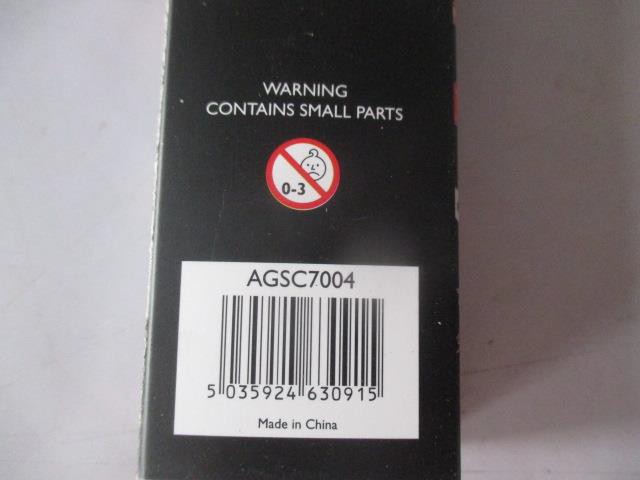 WARNING
CONTAINS SMALL PARTS
0-3
AGSC7004
5 035924 630915
Made in China